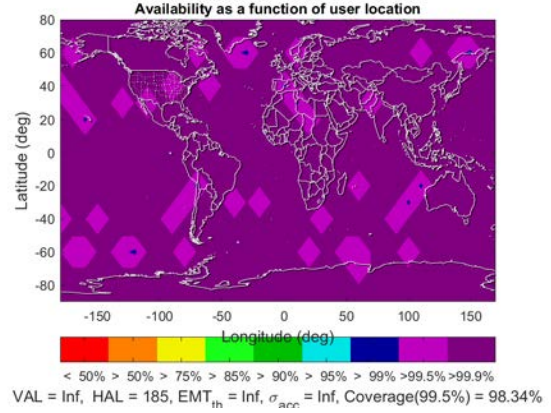 Availability as a function of user location
80
60
40
20
0
-20
-40
-60
-80
Latitude (deg)
-150 -100 -50 0 50 100 150
Longitude (deg)
< 50% > 50% > 75% > 85% > 90% > 95% > 99% >99.5% >99.9%
VAL = Inf, HAL = 185, EMT_th = Inf, σ_acc = Inf, Coverage(99.5%) = 98.34%